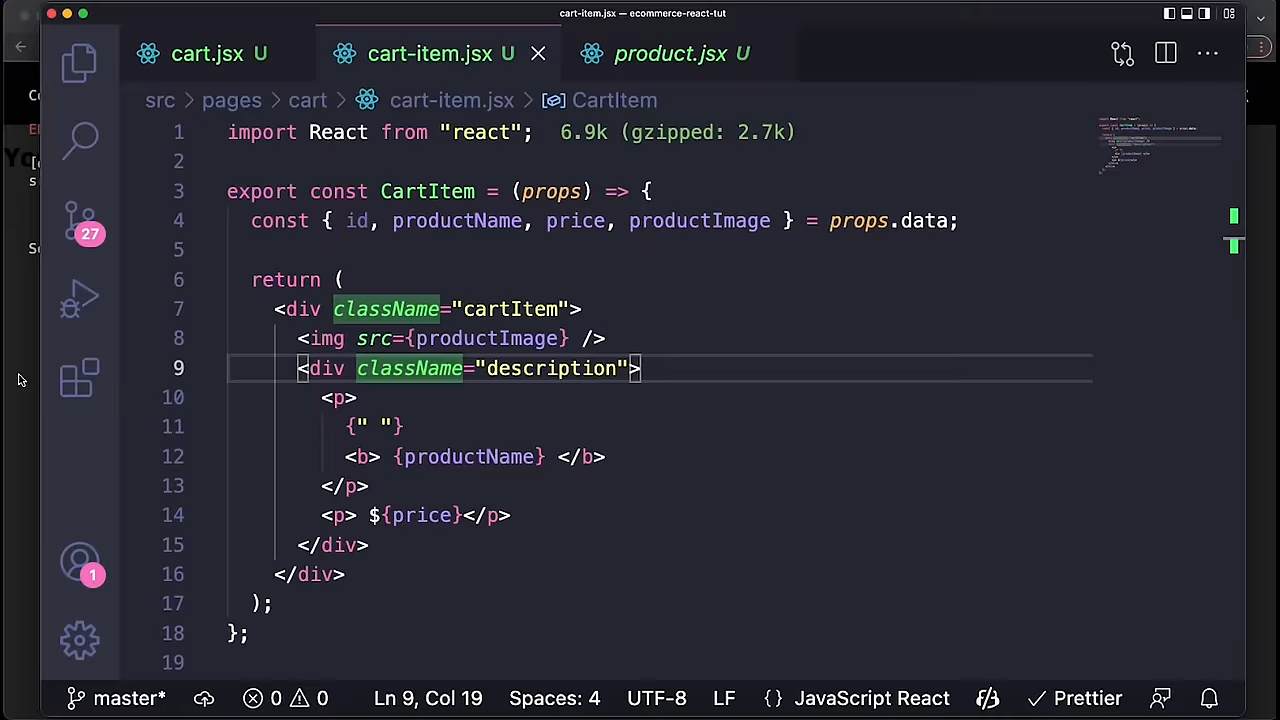 cart-item.jsx — ecommerce-react-tut
cart.jsx U
cart-item.jsx U
product.jsx U
src > pages > cart > cart-item.jsx > CartItem
1 import React from "react"; 6.9k (gzipped: 2.7k)
2
3 export const CartItem = (props) => {
4 const { id, productName, price, productImage } = props.data;
5
6 return (
7 <div className="cartItem">
8 <img src={productImage} />
9 <div className="description">
10 <p>
11 {" "}
12 <b> {productName} </b>
13 </p>
14 <p> ${price}</p>
15 </div>
16 </div>
17 );
18 };
19
27
1
master* 0 0 Ln 9, Col 19 Spaces: 4 UTF-8 LF {} JavaScript React Prettier